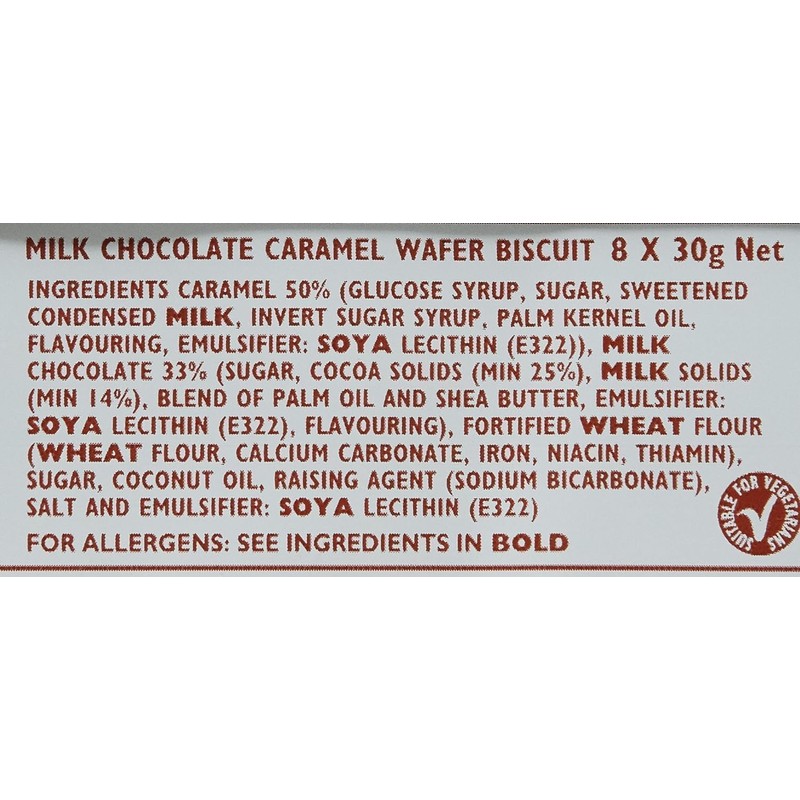 MILK CHOCOLATE CARAMEL WAFER BISCUIT 8 X 30g Net
INGREDIENTS CARAMEL 50% (GLUCOSE SYRUP, SUGAR, SWEETENED
CONDENSED MILK, INVERT SUGAR SYRUP, PALM KERNEL OIL,
FLAVOURING, EMULSIFIER: SOYA LECITHIN (E322)), MILK
CHOCOLATE 33% (SUGAR, COCOA SOLIDS (MIN 25%), MILK SOLIDS
(MIN 14%), BLEND OF PALM OIL AND SHEA BUTTER, EMULSIFIER:
SOYA LECITHIN (E322), FLAVOURING), FORTIFIED WHEAT FLOUR
(WHEAT FLOUR, CALCIUM CARBONATE, IRON, NIACIN, THIAMIN),
SUGAR, COCONUT OIL, RAISING AGENT (SODIUM BICARBONATE),
SALT AND EMULSIFIER: SOYA LECITHIN (E322)
FOR ALLERGENS: SEE INGREDIENTS IN BOLD
SUITABLE FOR VEGETARIANS